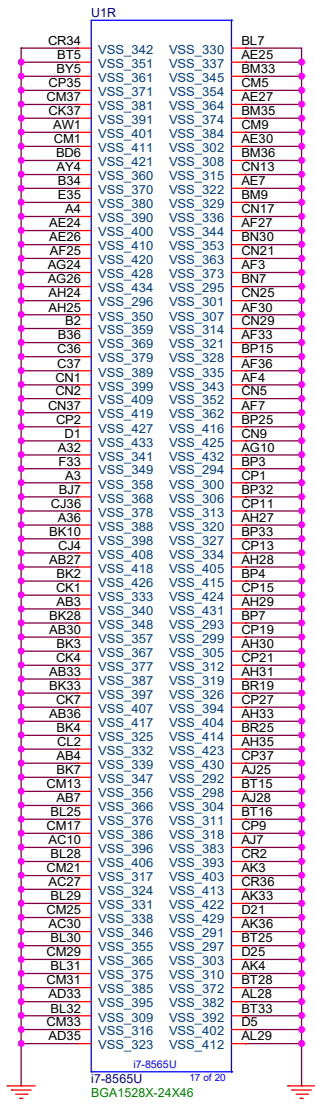 U1R
CR34 VSS_342 VSS_330 BL7
BT5 VSS_351 VSS_337 AE25
BY5 VSS_361 VSS_345 BM33
CP35 VSS_371 VSS_354 CM5
CM37 VSS_381 VSS_364 AE27
CK37 VSS_391 VSS_374 BM35
AW1 VSS_401 VSS_384 CM9
CM1 VSS_411 VSS_302 AE30
BD6 VSS_421 VSS_308 BM36
AY4 VSS_360 VSS_315 CN13
B34 VSS_370 VSS_322 AE7
E35 VSS_380 VSS_329 BM9
A4 VSS_390 VSS_336 CN17
AE24 VSS_400 VSS_344 AF27
AE26 VSS_410 VSS_353 BN30
AF25 VSS_420 VSS_363 CN21
AG24 VSS_428 VSS_373 AF3
AG26 VSS_434 VSS_295 BN7
AH24 VSS_296 VSS_301 CN25
AH25 VSS_350 VSS_307 AF30
B2 VSS_359 VSS_314 CN29
B36 VSS_369 VSS_321 AF33
C36 VSS_379 VSS_328 BP15
C37 VSS_389 VSS_335 AF36
CN1 VSS_399 VSS_343 AF4
CN2 VSS_409 VSS_352 CN5
CN37 VSS_419 VSS_362 AF7
CP2 VSS_427 VSS_416 BP25
D1 VSS_433 VSS_425 CN9
A32 VSS_341 VSS_432 AG10
F33 VSS_349 VSS_294 BP3
A3 VSS_358 VSS_300 CP1
BJ7 VSS_368 VSS_306 BP32
CJ36 VSS_378 VSS_313 CP11
A36 VSS_388 VSS_320 AH27
BK10 VSS_398 VSS_327 BP33
CJ4 VSS_408 VSS_334 CP13
AB27 VSS_418 VSS_405 AH28
BK2 VSS_426 VSS_415 BP4
CK1 VSS_333 VSS_424 CP15
AB3 VSS_340 VSS_431 AH29
BK28 VSS_348 VSS_293 BP7
AB30 VSS_357 VSS_299 CP19
BK3 VSS_367 VSS_305 AH30
CK4 VSS_377 VSS_312 CP21
AB33 VSS_387 VSS_319 AH31
BK33 VSS_397 VSS_326 BR19
CK7 VSS_407 VSS_394 CP27
AB36 VSS_417 VSS_404 AH33
BK4 VSS_325 VSS_414 BR25
CL2 VSS_332 VSS_423 AH35
AB4 VSS_339 VSS_430 CP37
BK7 VSS_347 VSS_292 AJ25
CM13 VSS_356 VSS_298 BT15
AB7 VSS_366 VSS_304 AJ28
BL25 VSS_376 VSS_311 BT16
CM17 VSS_386 VSS_318 CP9
AC10 VSS_396 VSS_383 AJ7
BL28 VSS_406 VSS_393 CR2
CM21 VSS_317 VSS_403 AK3
AC27 VSS_324 VSS_413 CR36
BL29 VSS_331 VSS_422 AK33
CM25 VSS_338 VSS_429 D21
AC30 VSS_346 VSS_291 AK36
BL30 VSS_355 VSS_297 BT25
CM29 VSS_365 VSS_303 D25
BL31 VSS_375 VSS_310 AK4
CM31 VSS_385 VSS_372 BT28
AD33 VSS_395 VSS_382 AL28
BL32 VSS_309 VSS_392 BT33
CM33 VSS_316 VSS_402 D5
AD35 VSS_323 VSS_412 AL29
i7-8565U
i7-8565U 17 of 20
BGA1528X-24X46